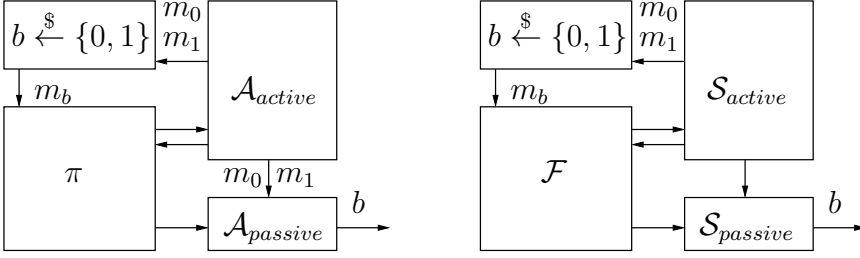 m_0
b $← {0, 1} m_1
m_b
A_active
π
m_0 m_1
b
A_passive
m_0
b $← {0, 1} m_1
m_b
S_active
F
b
S_passive